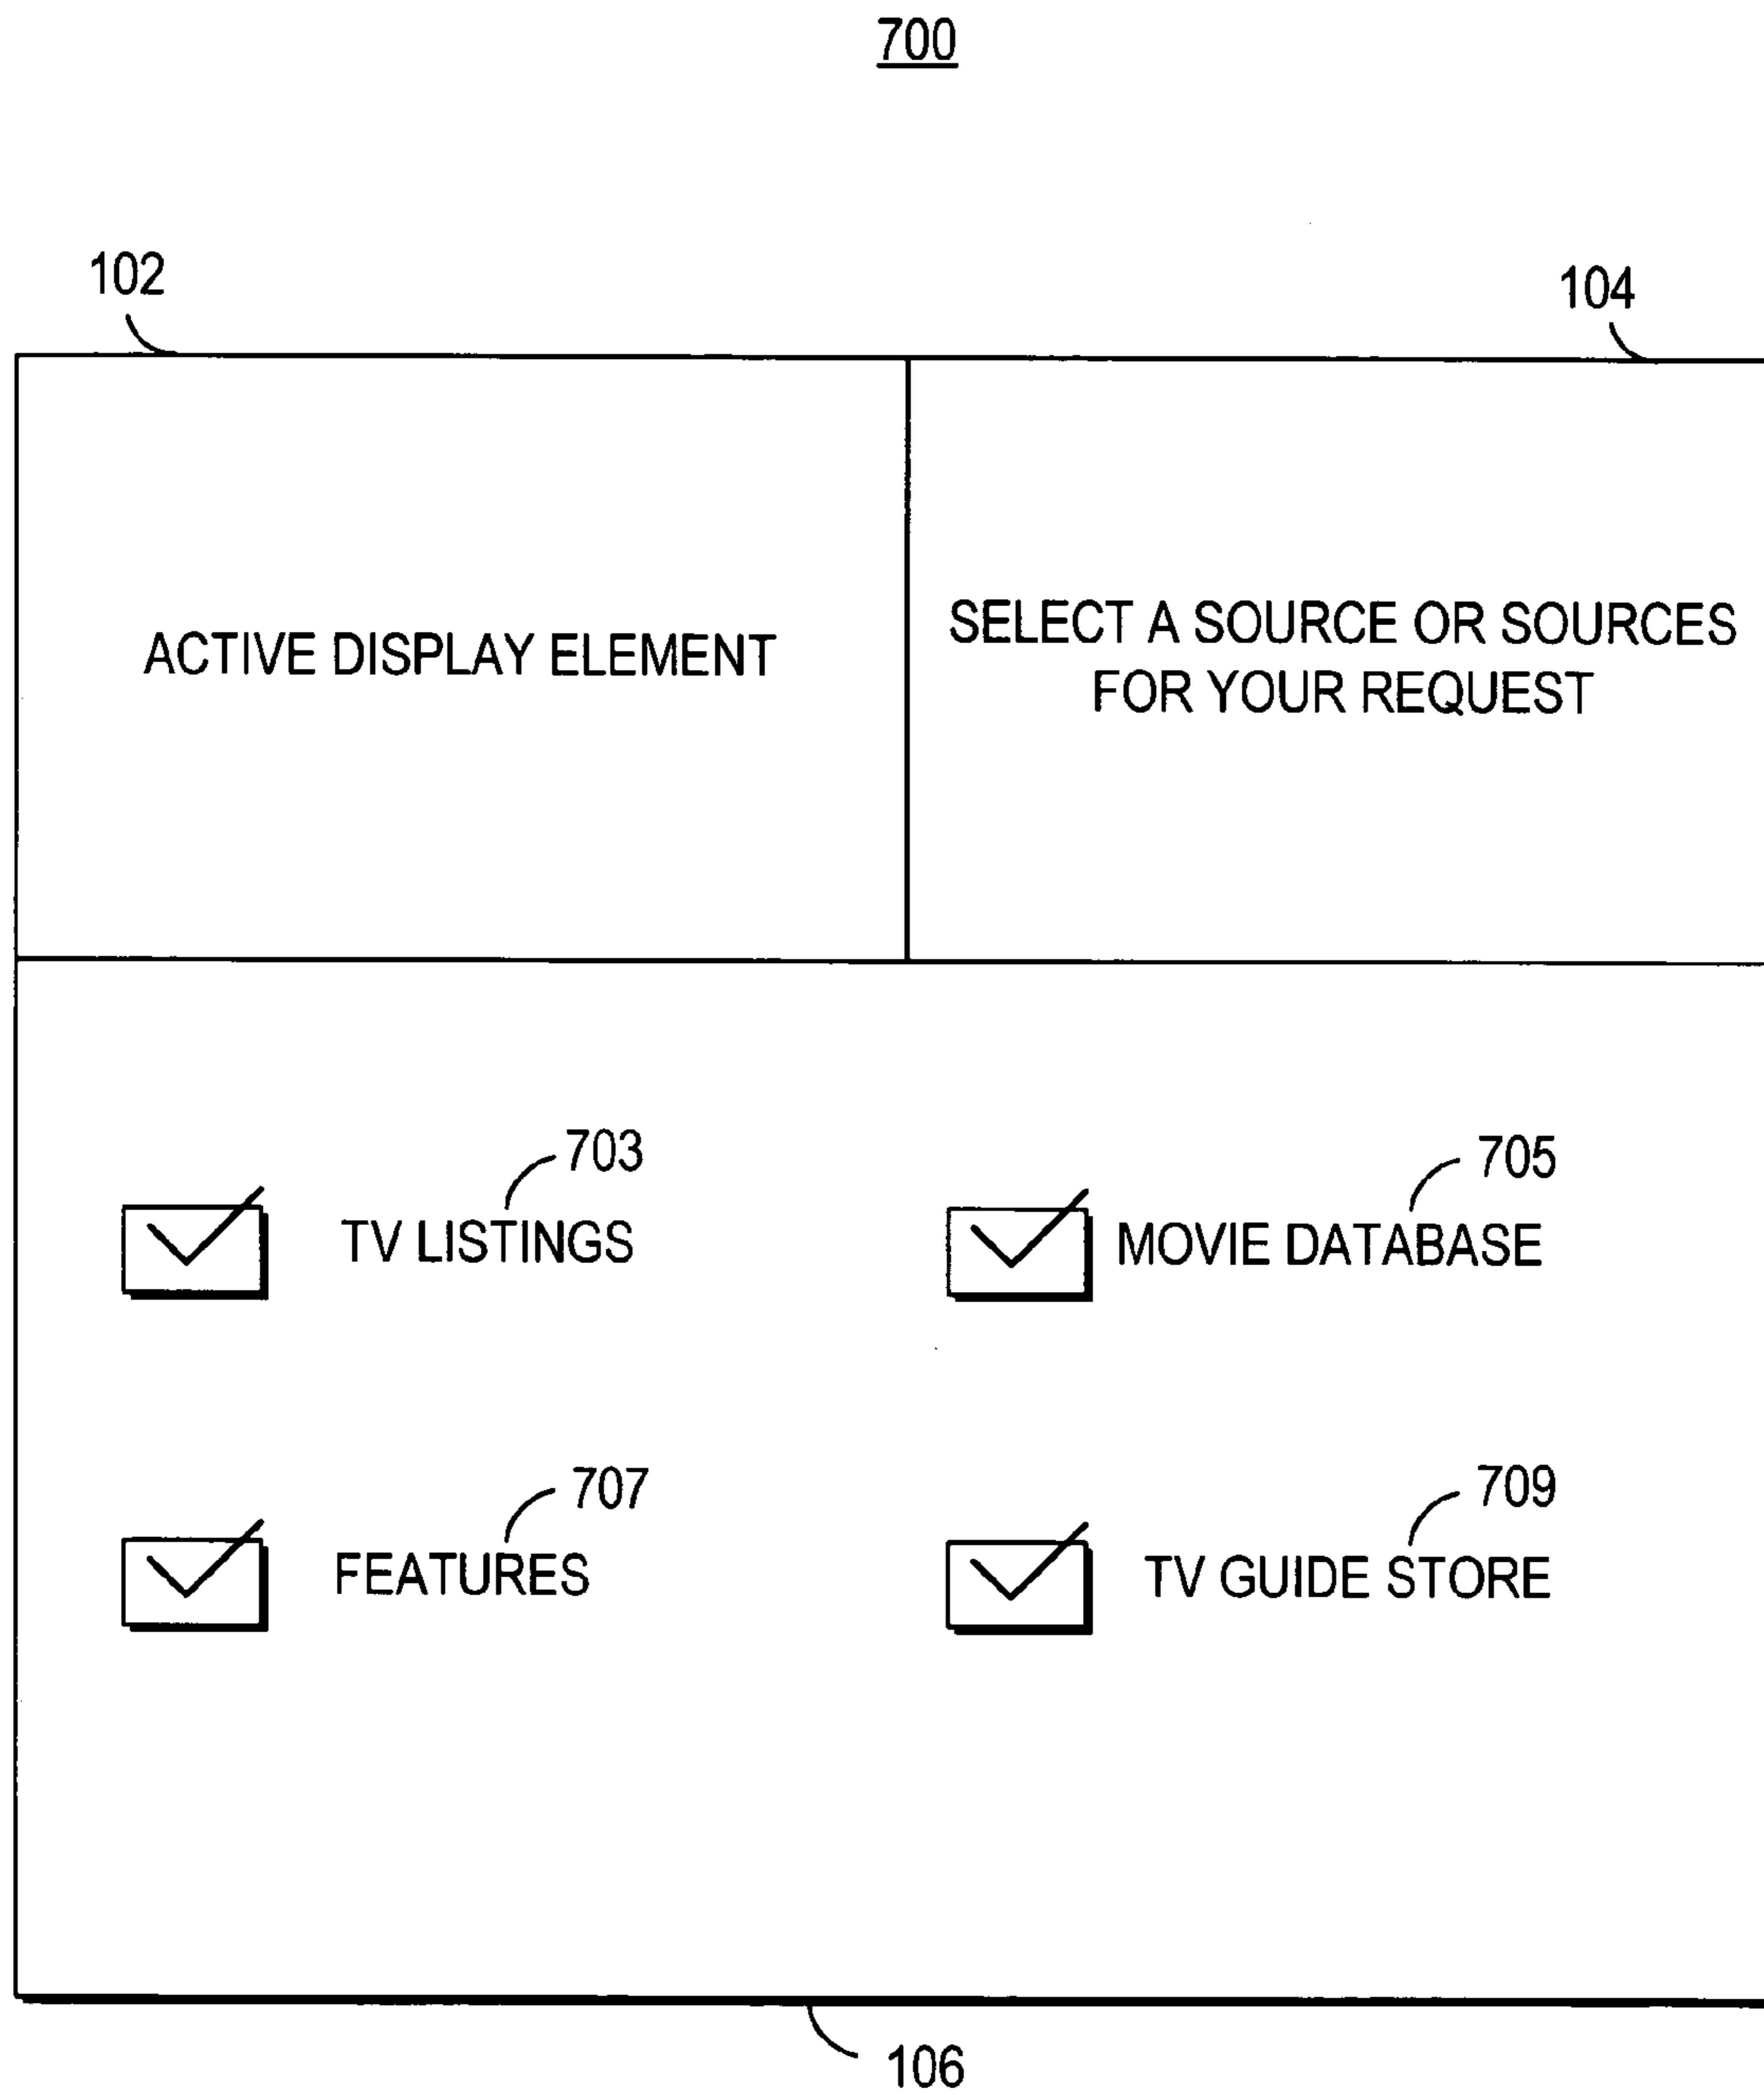 700
102
104
ACTIVE DISPLAY ELEMENT
SELECT A SOURCE OR SOURCES
FOR YOUR REQUEST
703
705
TV LISTINGS
MOVIE DATABASE
707
709
FEATURES
TV GUIDE STORE
106